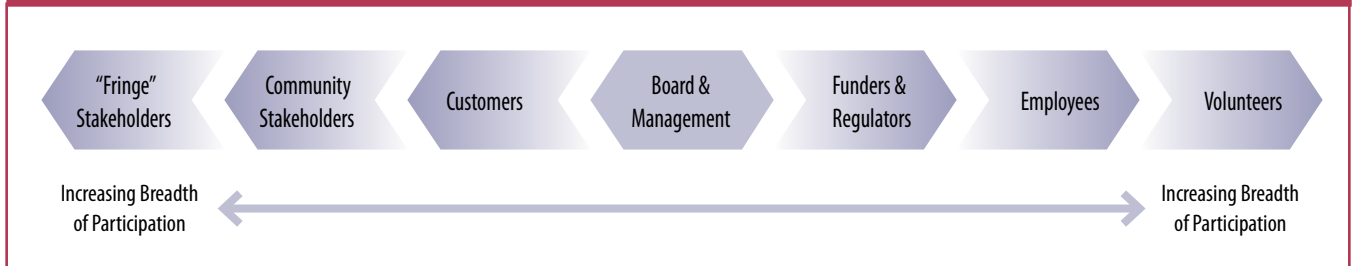 “Fringe”
Stakeholders
Community
Stakeholders
Customers
Board &
Management
Funders &
Regulators
Employees
Volunteers
Increasing Breadth
of Participation
Increasing Breadth
of Participation